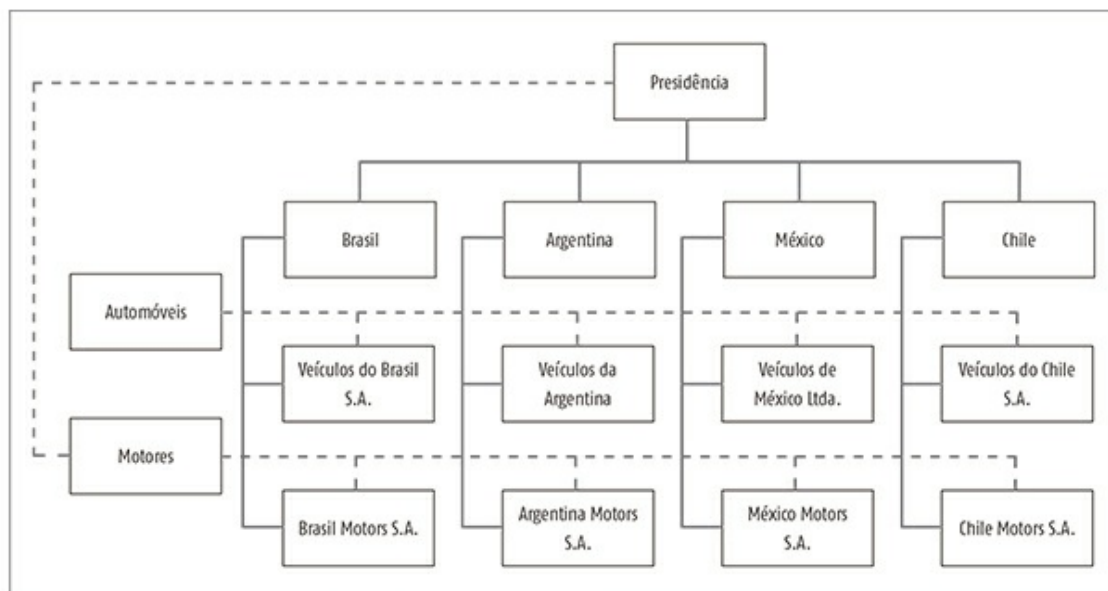 Presidência
Brasil
Argentina
México
Chile
Automóveis
Veículos do Brasil
S.A.
Veículos da
Argentina
Veículos de
México Ltda.
Veículos do Chile
S.A.
Motores
Brasil Motors S.A.
Argentina Motors
S.A.
México Motors
S.A.
Chile Motors S.A.